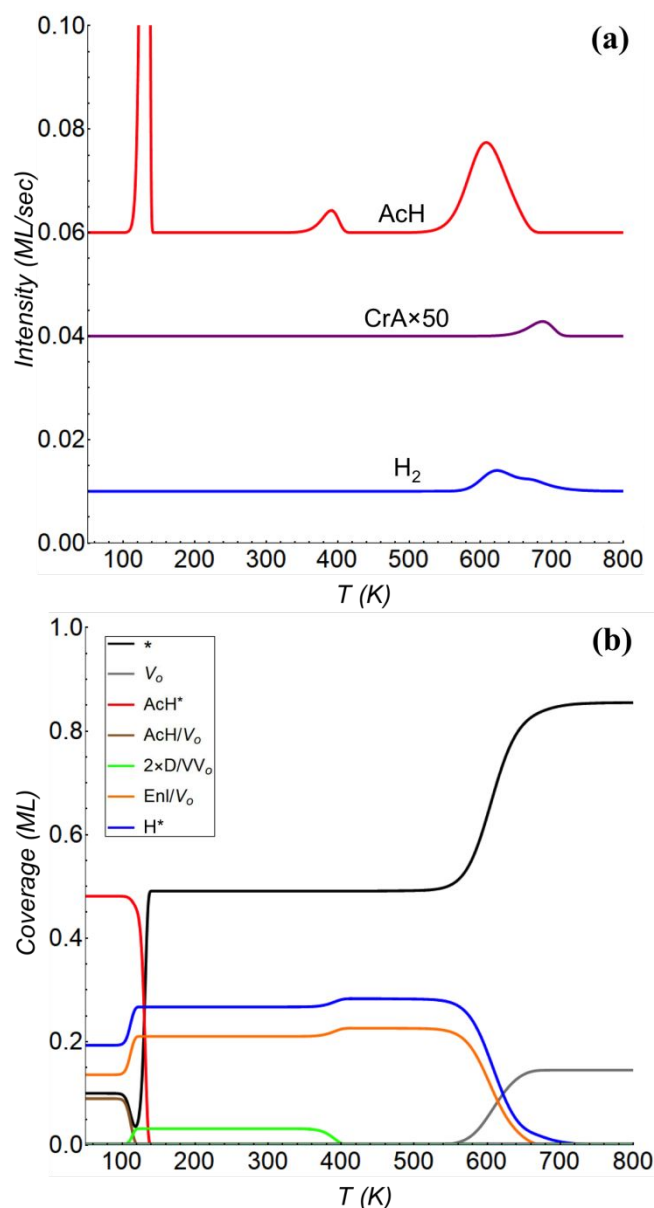 (a)
0.10
0.08
0.06
0.04
0.02
0.00
Intensity (ML/sec)
AcH
CrA×50
H₂
100 200 300 400 500 600 700 800
T (K)
(b)
1.0
0.8
0.6
0.4
0.2
0.0
Coverage (ML)
*
Vₒ
AcH*
AcH/Vₒ
2×D/VVₒ
Enl/Vₒ
H*
100 200 300 400 500 600 700 800
T (K)